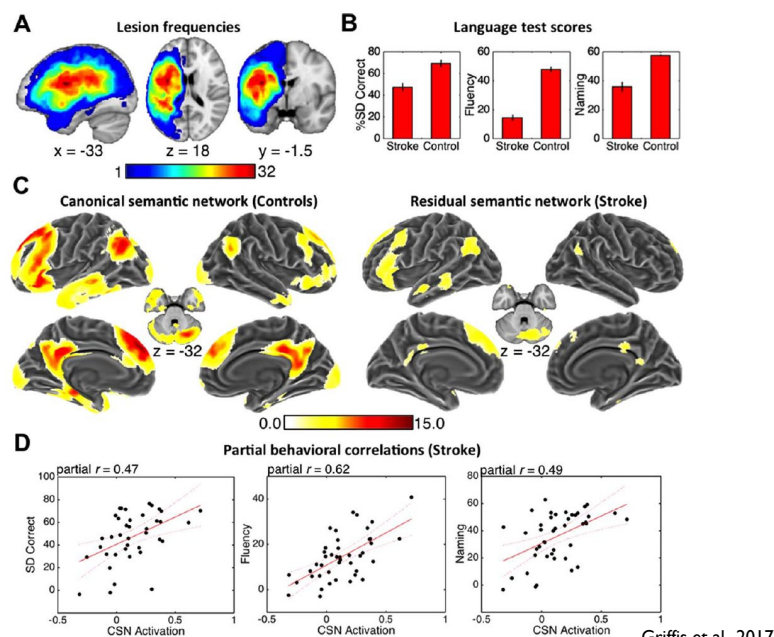 A
Lesion frequencies
x = -33
z = 18
y = -1.5
1
32
B
Language test scores
%SD Correct
80
60
40
20
0
Stroke Control
Fluency
60
40
20
0
Stroke Control
Naming
60
40
20
0
Stroke Control
C
Canonical semantic network (Controls)
Residual semantic network (Stroke)
z = -32
z = -32
0.0
15.0
D
Partial behavioral correlations (Stroke)
partial r = 0.47
SD Correct
100
80
60
40
20
0
-0.5
0
0.5
1
CSN Activation
partial r = 0.62
Fluency
40
20
0
-0.5
0
0.5
1
CSN Activation
partial r = 0.49
Naming
80
60
40
20
0
-20
-0.5
0
0.5
1
CSN Activation
Griffis et al. 2017